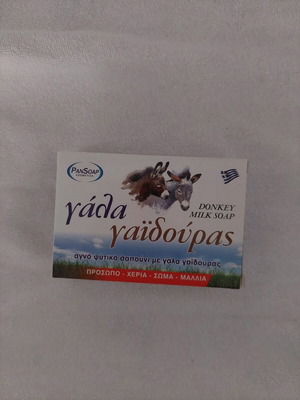 PANSOAP
γάλα
γαϊδούρας
DONKEY
MILK SOAP
αγνό φυτικό σαπούνι με γάλα γαϊδούρας
ΠΡΟΣΩΠΟ - ΧΕΡΙΑ - ΣΩΜΑ - ΜΑΛΛΙΑ